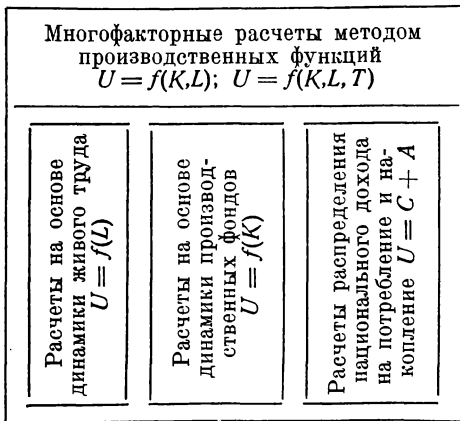 Многофакторные расчеты методом
производственных функций
U = f(K,L); U = f(K,L,T)
Расчеты на основе
динамики живого труда
U = f(L)
Расчеты на основе
динамики производ-
ственных фондов
U = f(K)
Расчеты распределения
национального дохода
на потребление и на-
копление U = C + A